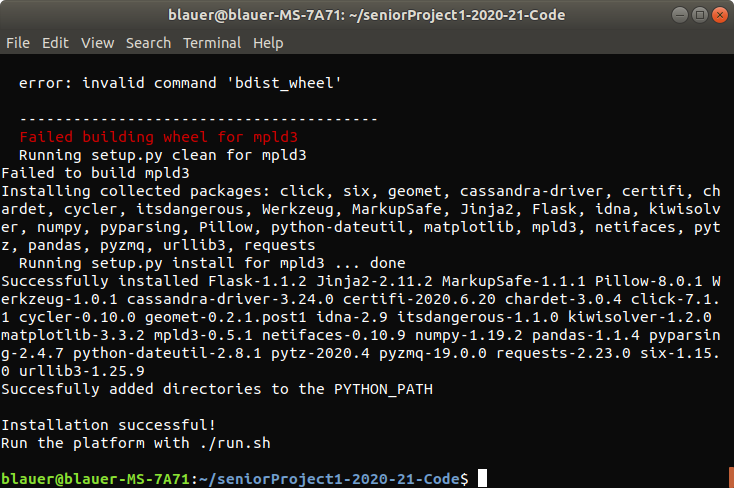 blauer@blauer-MS-7A71: ~/seniorProject1-2020-21-Code
File Edit View Search Terminal Help
error: invalid command 'bdist_wheel'
----------------------------------------
Failed building wheel for mpld3
Running setup.py clean for mpld3
Failed to build mpld3
Installing collected packages: click, six, geomet, cassandra-driver, certifi, ch
ardet, cycler, itsdangerous, Werkzeug, MarkupSafe, Jinja2, Flask, idna, kiwisolv
er, numpy, pyparsing, Pillow, python-dateutil, matplotlib, mpld3, netifaces, pyt
z, pandas, pyzmq, urllib3, requests
Running setup.py install for mpld3 ... done
Successfully installed Flask-1.1.2 Jinja2-2.11.2 MarkupSafe-1.1.1 Pillow-8.0.1 W
erkzeug-1.0.1 cassandra-driver-3.24.0 certifi-2020.6.20 chardet-3.0.4 click-7.1.
1 cycler-0.10.0 geomet-0.2.1.post1 idna-2.9 itsdangerous-1.1.0 kiwisolver-1.2.0
matplotlib-3.3.2 mpld3-0.5.1 netifaces-0.10.9 numpy-1.19.2 pandas-1.1.4 pyparsin
g-2.4.7 python-dateutil-2.8.1 pytz-2020.4 pyzmq-19.0.0 requests-2.23.0 six-1.15.
0 urllib3-1.25.9
Succesfully added directories to the PYTHON_PATH
Installation successful!
Run the platform with ./run.sh
blauer@blauer-MS-7A71:~/seniorProject1-2020-21-Code$